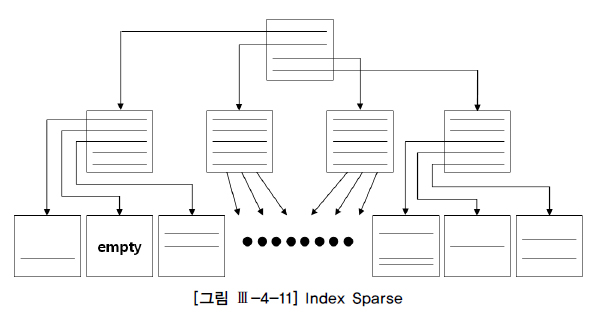 empty
[그림 Ⅲ-4-11] Index Sparse